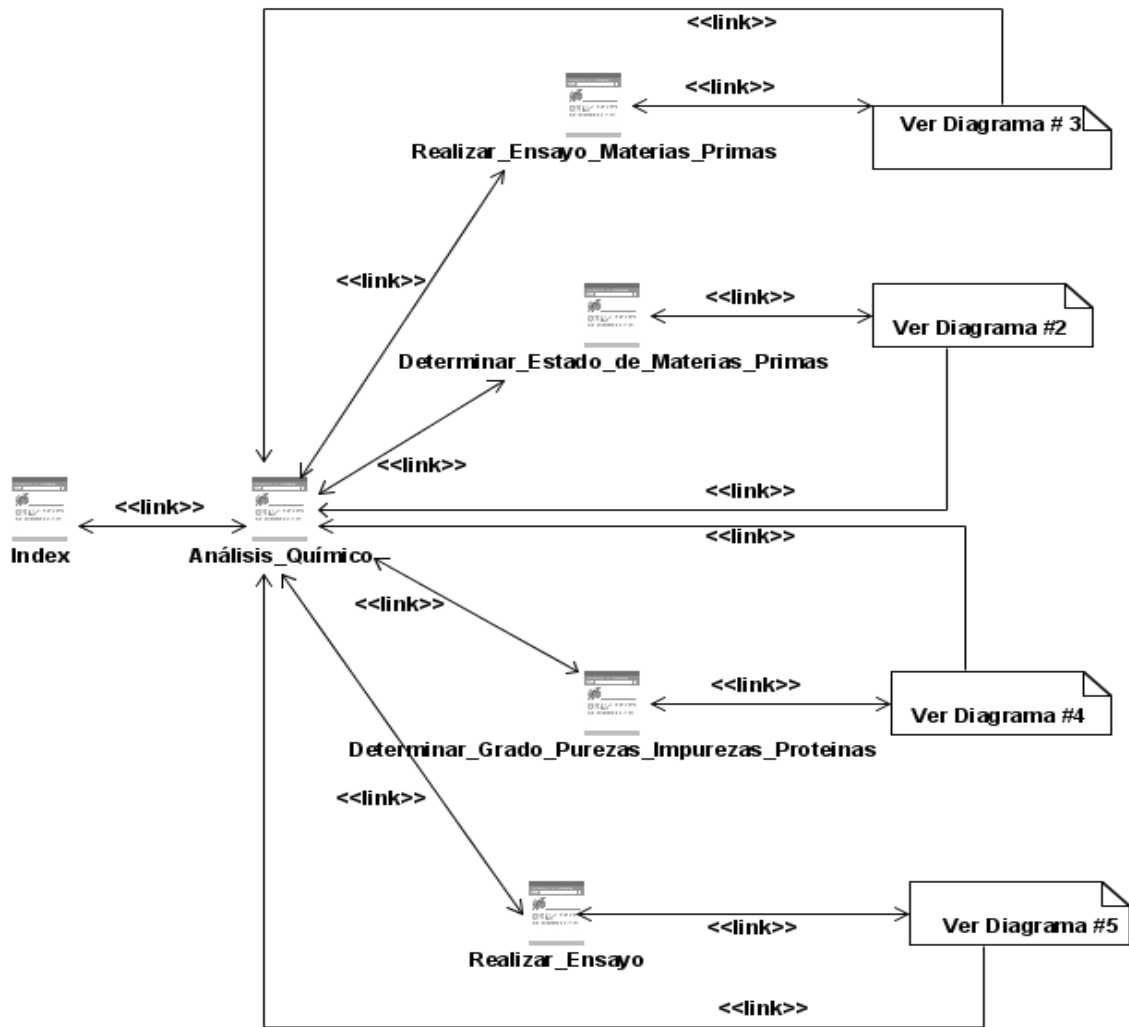 <<link>>
<<link>>
Ver Diagrama # 3
Realizar_Ensayo_Materias_Primas
<<link>>
<<link>>
Ver Diagrama #2
Determinar_Estado_de_Materias_Primas
<<link>>
<<link>>
<<link>>
<<link>>
Index
Análisis_Químico
<<link>>
<<link>>
Ver Diagrama #4
Determinar_Grado_Purezas_Impurezas_Proteinas
<<link>>
<<link>>
Ver Diagrama #5
Realizar_Ensayo
<<link>>